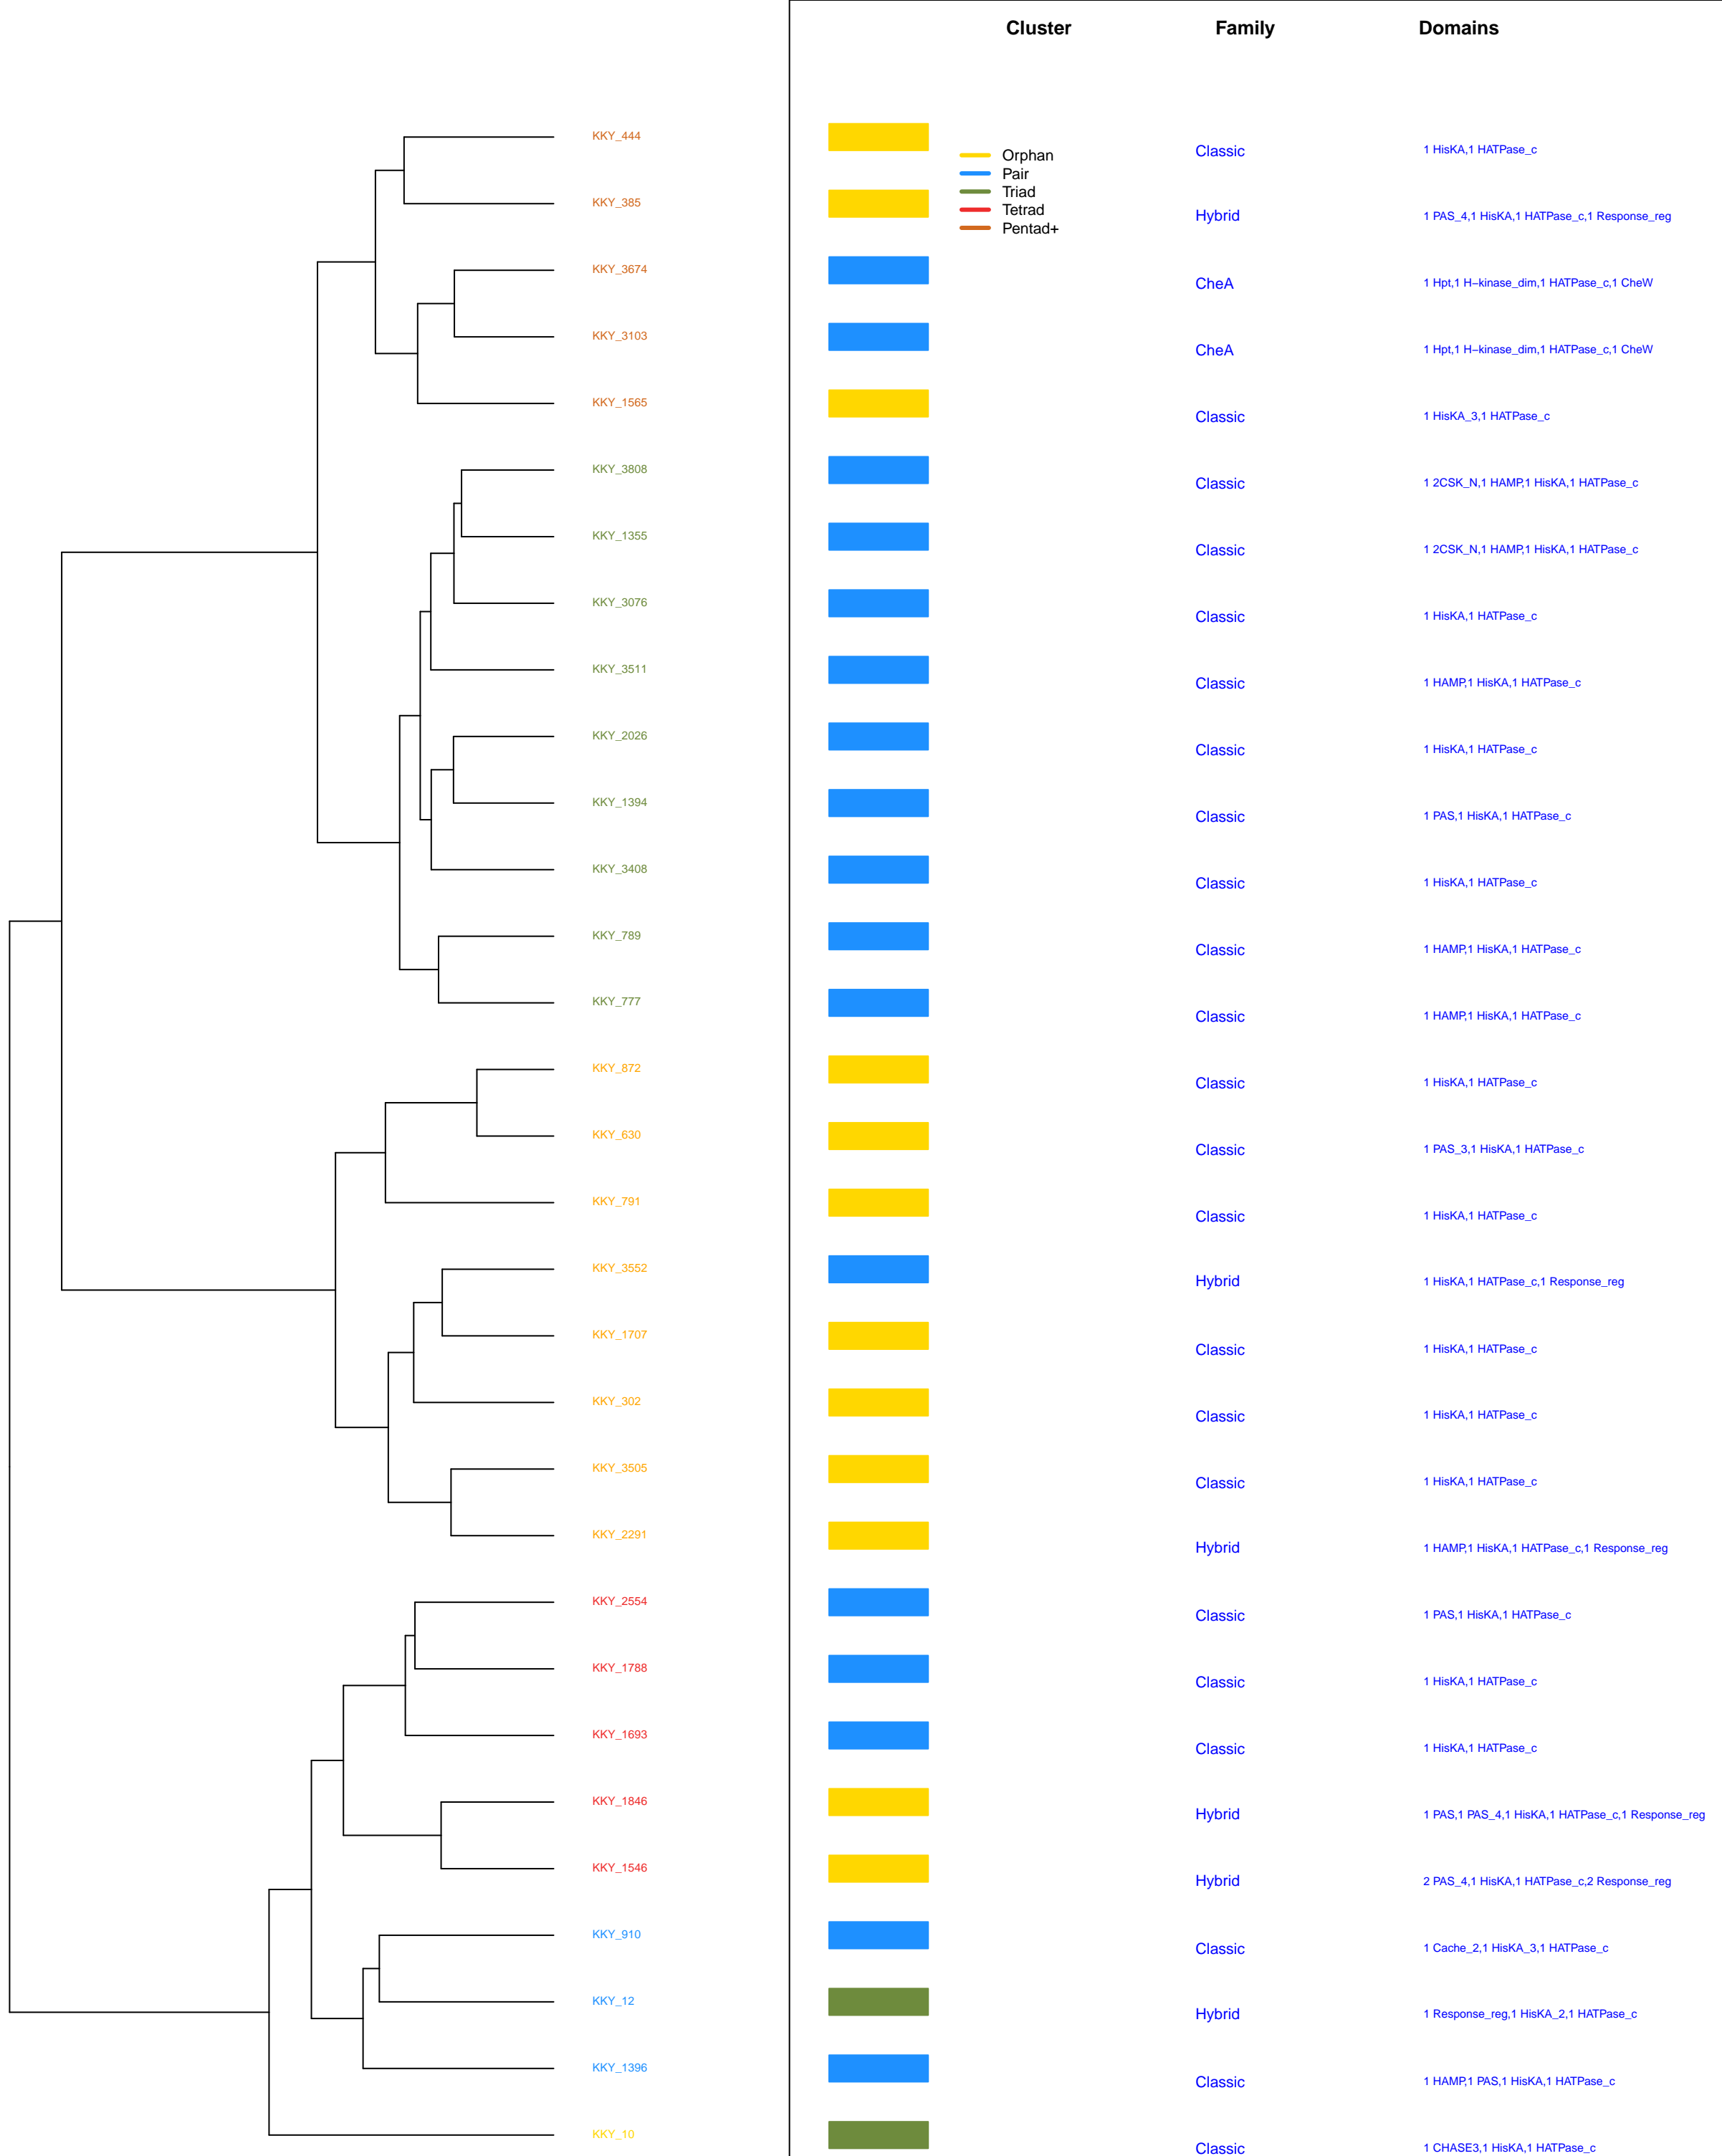 Cluster Family Domains
KKY_444 Classic 1 HisKA,1 HATPase_c
Orphan
Pair
Triad
Tetrad
Pentad+
KKY_385 Hybrid 1 PAS_4,1 HisKA,1 HATPase_c,1 Response_reg
KKY_3674 CheA 1 Hpt,1 H−kinase_dim,1 HATPase_c,1 CheW
KKY_3103 CheA 1 Hpt,1 H−kinase_dim,1 HATPase_c,1 CheW
KKY_1565 Classic 1 HisKA_3,1 HATPase_c
KKY_3808 Classic 1 2CSK_N,1 HAMP,1 HisKA,1 HATPase_c
KKY_1355 Classic 1 2CSK_N,1 HAMP,1 HisKA,1 HATPase_c
KKY_3076 Classic 1 HisKA,1 HATPase_c
KKY_3511 Classic 1 HAMP,1 HisKA,1 HATPase_c
KKY_2026 Classic 1 HisKA,1 HATPase_c
KKY_1394 Classic 1 PAS,1 HisKA,1 HATPase_c
KKY_3408 Classic 1 HisKA,1 HATPase_c
KKY_789 Classic 1 HAMP,1 HisKA,1 HATPase_c
KKY_777 Classic 1 HAMP,1 HisKA,1 HATPase_c
KKY_872 Classic 1 HisKA,1 HATPase_c
KKY_630 Classic 1 PAS_3,1 HisKA,1 HATPase_c
KKY_791 Classic 1 HisKA,1 HATPase_c
KKY_3552 Hybrid 1 HisKA,1 HATPase_c,1 Response_reg
KKY_1707 Classic 1 HisKA,1 HATPase_c
KKY_302 Classic 1 HisKA,1 HATPase_c
KKY_3505 Classic 1 HisKA,1 HATPase_c
KKY_2291 Hybrid 1 HAMP,1 HisKA,1 HATPase_c,1 Response_reg
KKY_2554 Classic 1 PAS,1 HisKA,1 HATPase_c
KKY_1788 Classic 1 HisKA,1 HATPase_c
KKY_1693 Classic 1 HisKA,1 HATPase_c
KKY_1846 Hybrid 1 PAS,1 PAS_4,1 HisKA,1 HATPase_c,1 Response_reg
KKY_1546 Hybrid 2 PAS_4,1 HisKA,1 HATPase_c,2 Response_reg
KKY_910 Classic 1 Cache_2,1 HisKA_3,1 HATPase_c
KKY_12 Hybrid 1 Response_reg,1 HisKA_2,1 HATPase_c
KKY_1396 Classic 1 HAMP,1 PAS,1 HisKA,1 HATPase_c
KKY_10 Classic 1 CHASE3,1 HisKA,1 HATPase_c